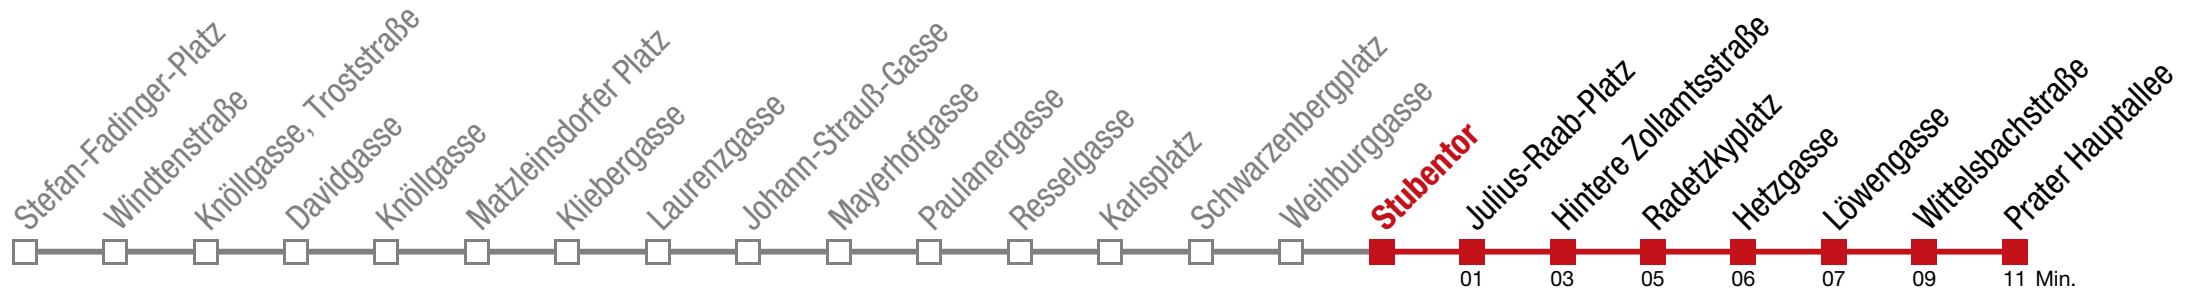 Stefan-Fadinger-Platz
Windtenstraße
Knöllgasse, Troststraße
Davidgasse
Knöllgasse
Matzleinsdorfer Platz
Kliebergasse
Laurenzgasse
Johann-Strauß-Gasse
Mayerhofgasse
Paulanergasse
Resselgasse
Karlsplatz
Schwarzenbergplatz
Weihburggasse
Stubentor
Julius-Raab-Platz
Hintere Zollamtsstraße
Radetzkyplatz
Hetzgasse
Löwengasse
Wittelsbachstraße
Prater Hauptallee
01 03 05 06 07 09 11 Min.